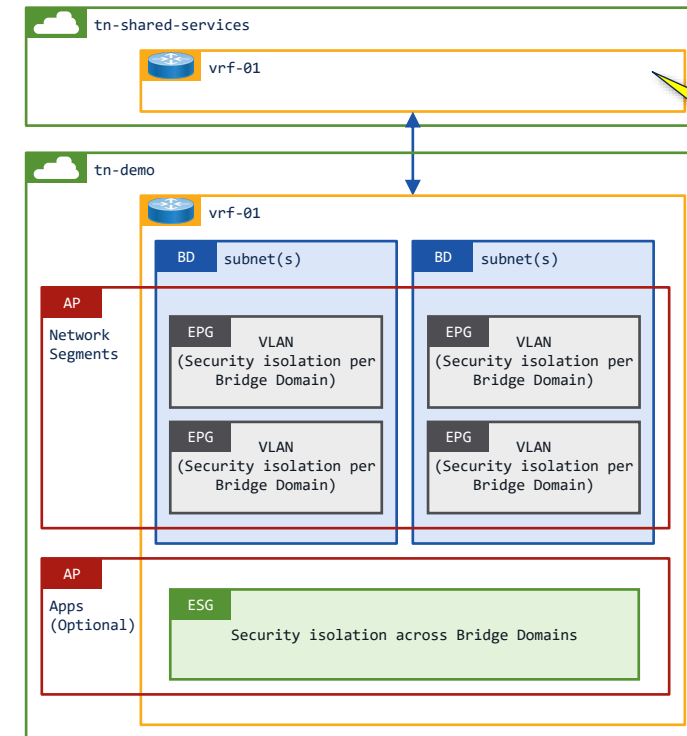 tn-shared-services
vrf-01
tn-demo
vrf-01
BD subnet(s)
BD subnet(s)
AP
Network
Segments
EPG
VLAN
(Security isolation per
Bridge Domain)
EPG
VLAN
(Security isolation per
Bridge Domain)
EPG
VLAN
(Security isolation per
Bridge Domain)
EPG
VLAN
(Security isolation per
Bridge Domain)
AP
Apps
(Optional)
ESG
Security isolation across Bridge Domains